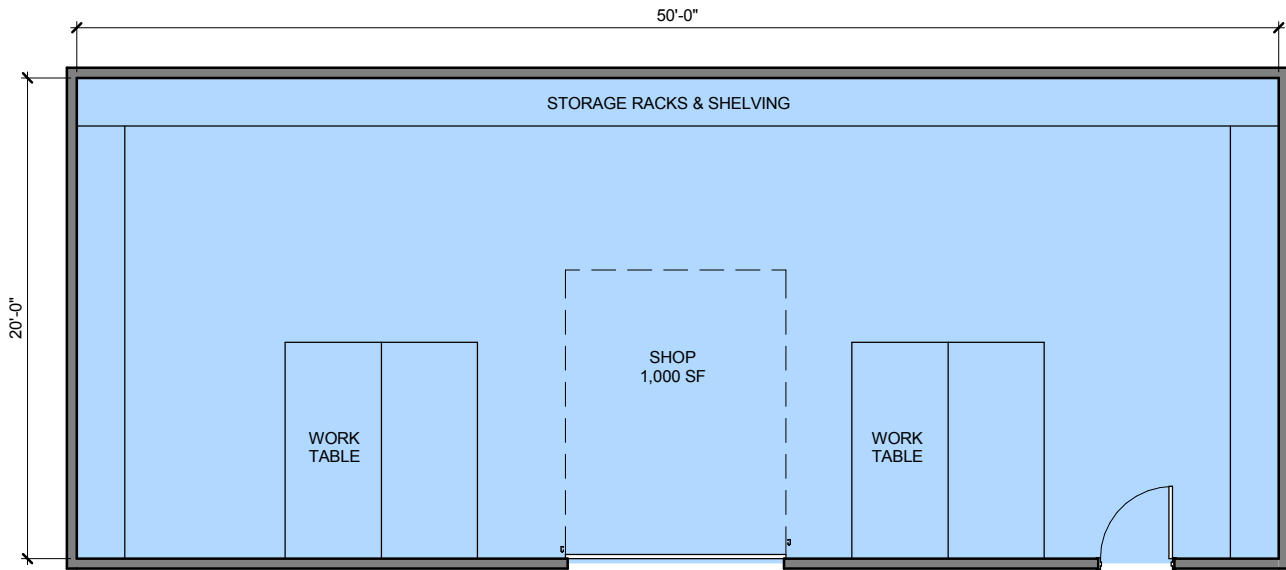 50'-0"
STORAGE RACKS & SHELVING
20'-0"
SHOP
1,000 SF
WORK
TABLE
WORK
TABLE